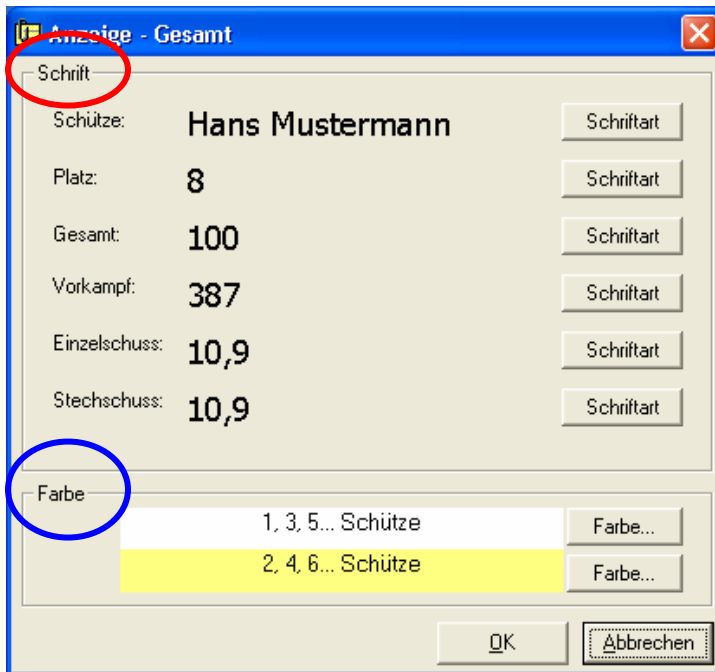 Anzeige - Gesamt
Schrift
Schütze: Hans Mustermann Schriftart
Platz: 8 Schriftart
Gesamt: 100 Schriftart
Vorkampf: 387 Schriftart
Einzelschuss: 10,9 Schriftart
Stechschuss: 10,9 Schriftart
Farbe
1, 3, 5... Schütze Farbe...
2, 4, 6... Schütze Farbe...
OK Abbrechen